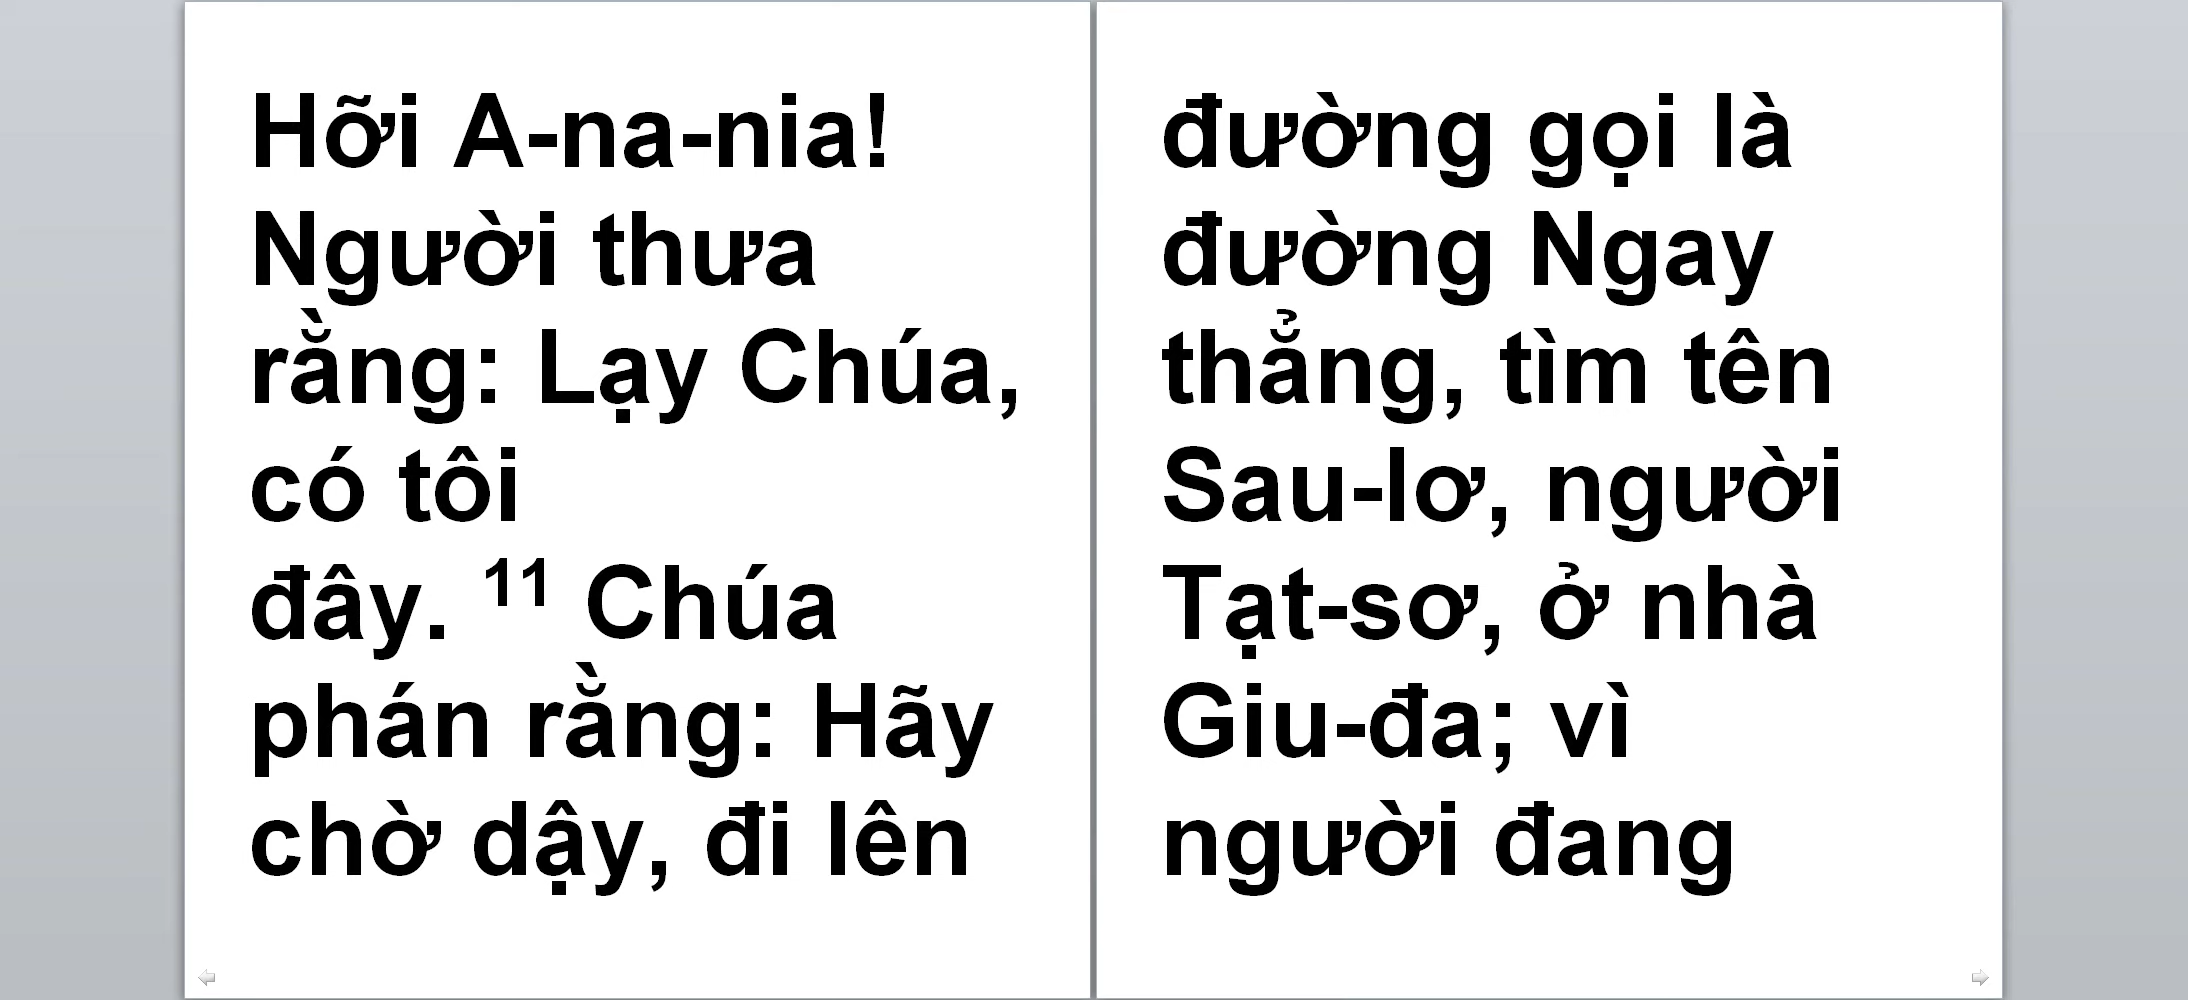 Hỡi A-na-nia!
Người thưa
rằng: Lạy Chúa,
có tôi
đây. ¹¹ Chúa
phán rằng: Hãy
chờ dậy, đi lên
đường gọi là
đường Ngay
thẳng, tìm tên
Sau-lơ, người
Tạt-sơ, ở nhà
Giu-đa; vì
người đang